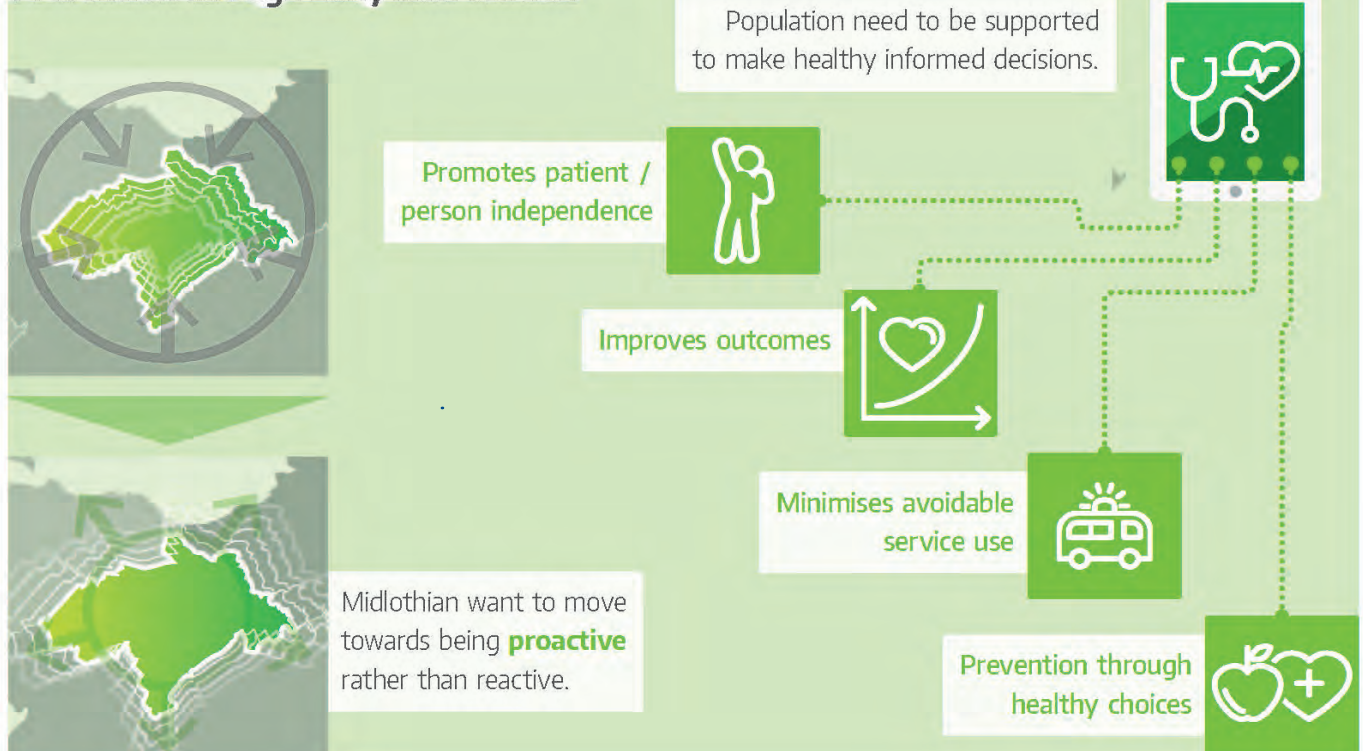 Population need to be supported
to make healthy informed decisions.
Promotes patient /
person independence
Improves outcomes
Minimises avoidable
service use
Midlothian want to move
towards being proactive
rather than reactive.
Prevention through
healthy choices